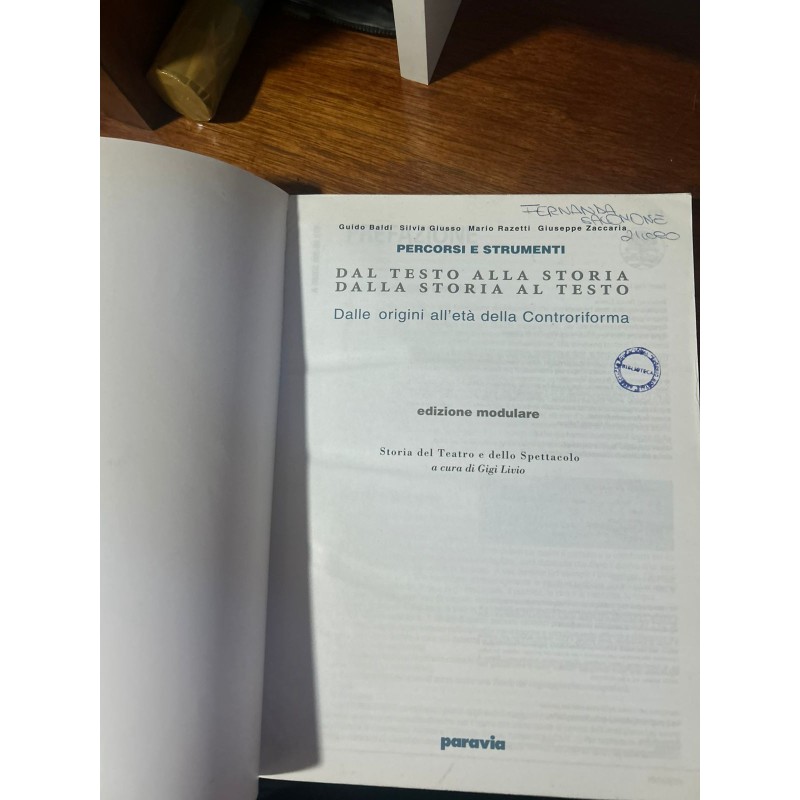 FERNANDA
Guido Baldi Silvia Giusso Mario Razetti Giuseppe Zaccaria
PERCORSI E STRUMENTI
DAL TESTO ALLA STORIA
DALLA STORIA AL TESTO
Dalle origini all'età della Controriforma
BIBLIOTECA
edizione modulare
Storia del Teatro e dello Spettacolo
a cura di Gigi Livio
paravia